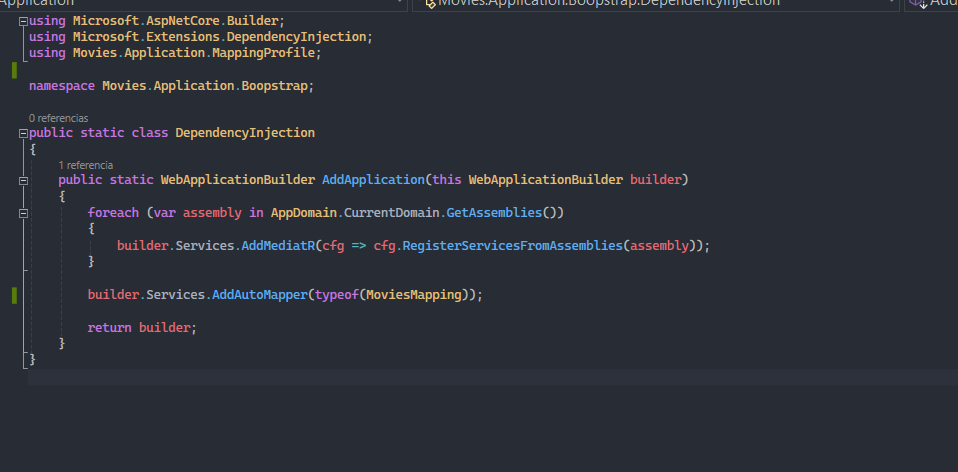 Application
Movies.Application.Boopstrap.DependencyInjection
Add
using Microsoft.AspNetCore.Builder;
using Microsoft.Extensions.DependencyInjection;
using Movies.Application.MappingProfile;
namespace Movies.Application.Boopstrap;
0 referencias
public static class DependencyInjection
{
1 referencia
public static WebApplicationBuilder AddApplication(this WebApplicationBuilder builder)
{
foreach (var assembly in AppDomain.CurrentDomain.GetAssemblies())
{
builder.Services.AddMediatR(cfg => cfg.RegisterServicesFromAssemblies(assembly));
}
builder.Services.AddAutoMapper(typeof(MoviesMapping));
return builder;
}
}